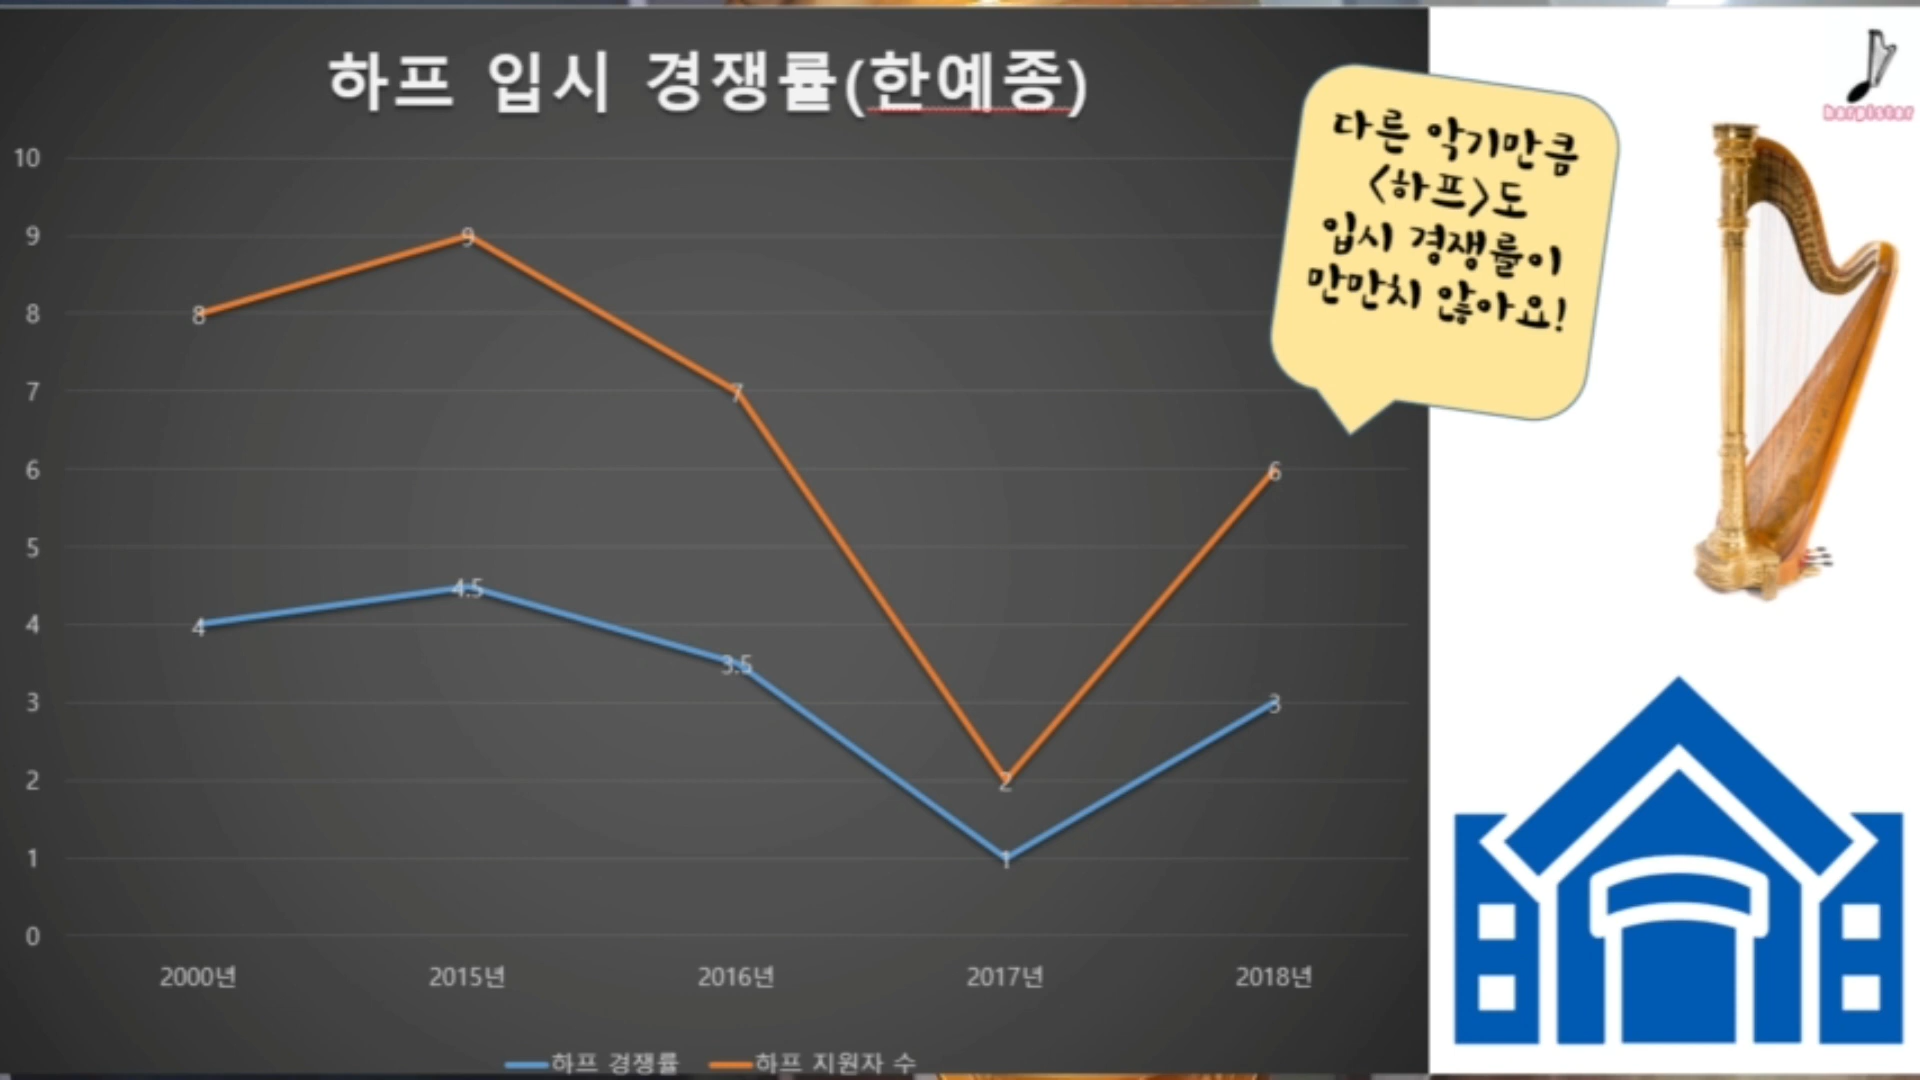 하프 입시 경쟁률(한예종)
10
9
8
7
6
5
4
3
2
1
0
8
9
7
2
6
4
4.5
3.5
1
3
2000년
2015년
2016년
2017년
2018년
하프 경쟁률
하프 지원자 수
다른 악기만큼
<하프>도
입시 경쟁률이
만만치 않아요!
harpistar